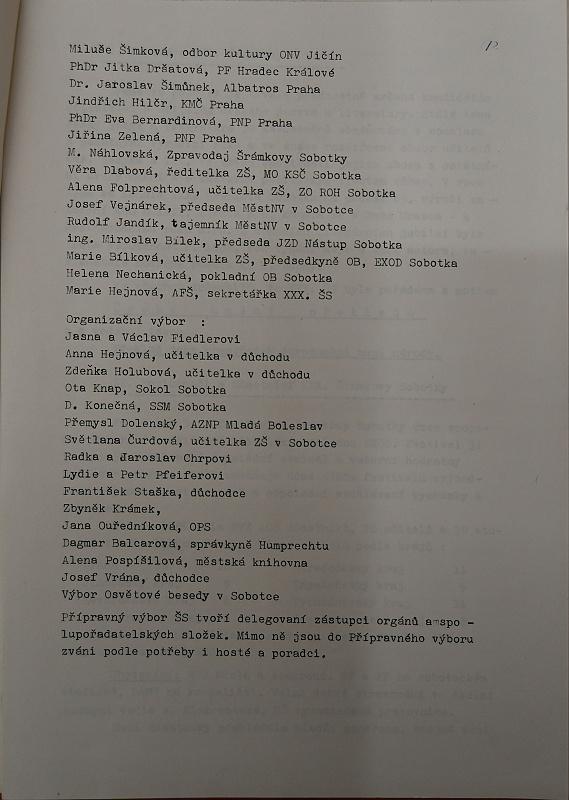 Miluše Šimková, odbor kultury ONV Jičín
PhDr Jitka Dršatová, PF Hradec Králové
Dr. Jaroslav Šimůnek, Albatros Praha
Jindřich Hilčr, KMČ Praha
PhDr Eva Bernardinová, PNP Praha
Jiřina Zelená, PNP Praha
M. Náhlovská, Zpravodaj Šrámkovy Sobotky
Věra Dlabová, ředitelka ZŠ, MO KSČ Sobotka
Alena Folprechtová, učitelka ZŠ, ZO ROH Sobotka
Josef Vejnárek, předseda MěstNV v Sobotce
Rudolf Jandík, tajemník MěstNV v Sobotce
ing. Miroslav Bílek, předseda JZD Nástup Sobotka
Marie Bílková, učitelka ZŠ, předsedkyně OB, EXOD Sobotka
Helena Nechanická, pokladní OB Sobotka
Marie Hejnová, AFŠ, sekretářka XXX. ŠS
Organizační výbor :
Jasna a Václav Fiedlerovi
Anna Hejnová, učitelka v důchodu
Zdeňka Holubová, učitelka v důchodu
Ota Knap, Sokol Sobotka
D. Konečná, SSM Sobotka
Přemysl Dolenský, AZNP Mladá Boleslav
Světlana Čurdová, učitelka ZŠ v Sobotce
Radka a Jaroslav Chrpovi
Lydie a Petr Pfeiferovi
František Staška, důchodce
Zbyněk Krámek,
Jana Ouředníková, OPS
Dagmar Balcarová, správkyně Humprechtu
Alena Pospíšilová, městská knihovna
Josef Vrána, důchodce
Výbor Osvětové besedy v Sobotce
Přípravný výbor ŠS tvoří delegovaní zástupci orgánů a spo -
lupořadatelských složek. Mimo ně jsou do Přípravného výboru
zváni podle potřeby i hosté a poradci.